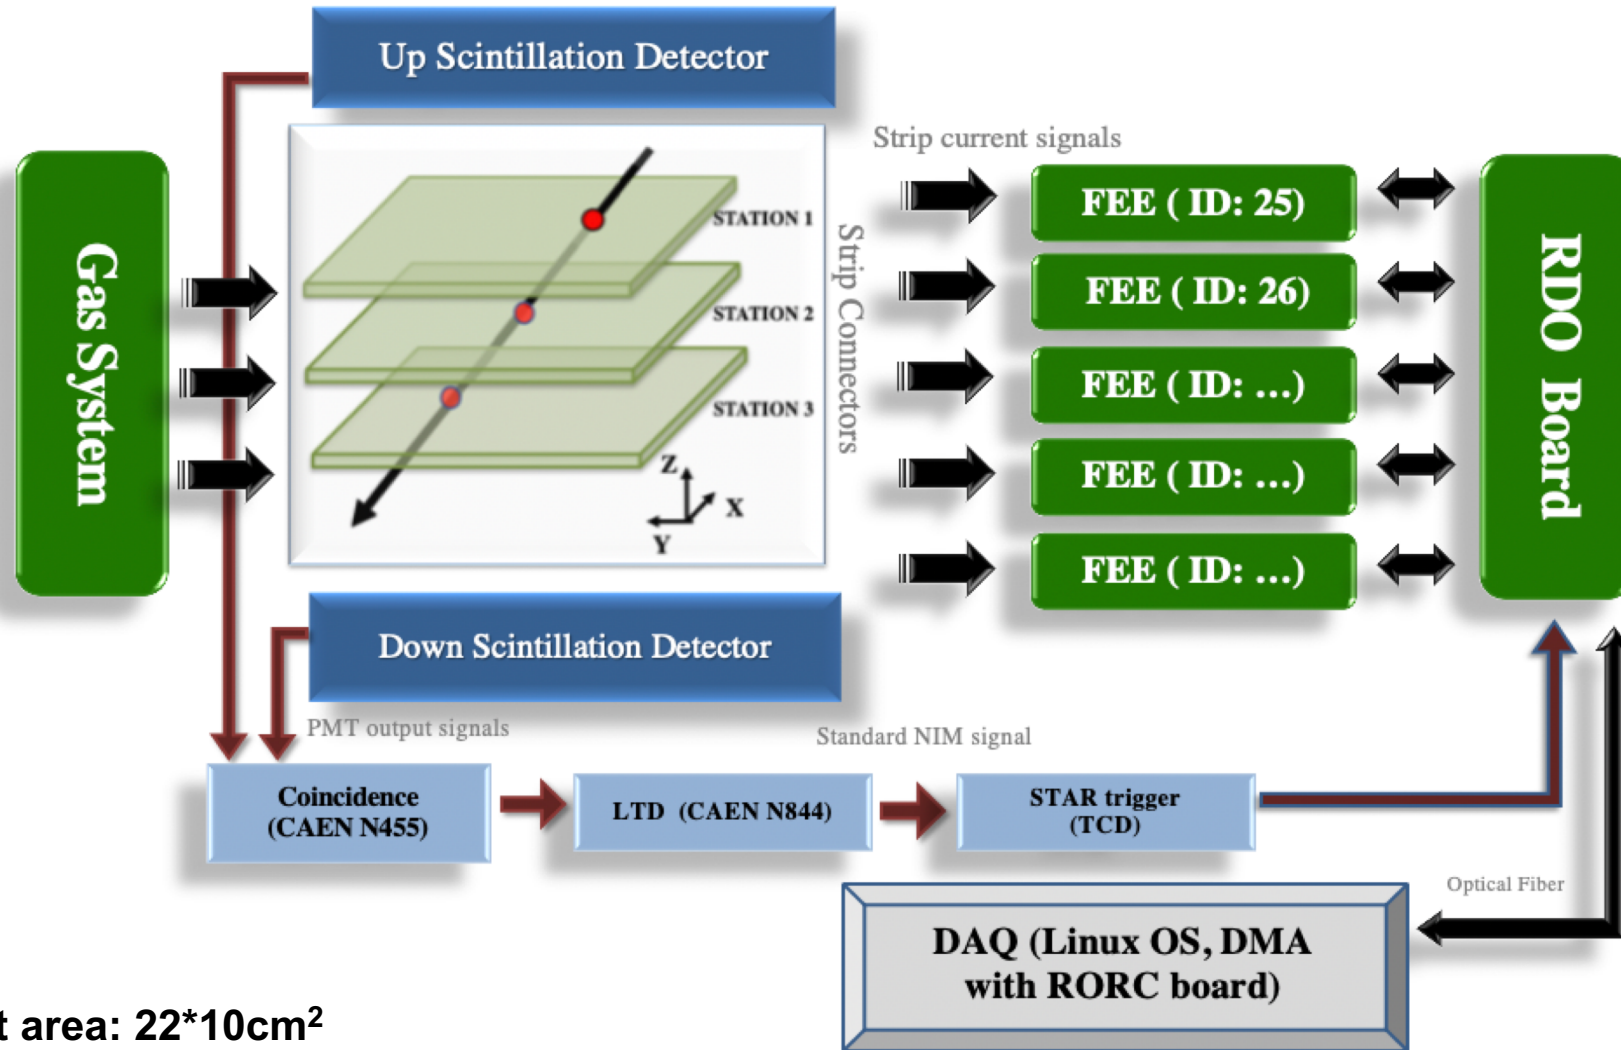 Up Scintillation Detector
Strip current signals
Gas System
STATION 1
STATION 2
STATION 3
Z
X
Y
Strip Connectors
FEE ( ID: 25)
FEE ( ID: 26)
FEE ( ID: ...)
FEE ( ID: ...)
FEE ( ID: ...)
RDO Board
Down Scintillation Detector
PMT output signals
Standard NIM signal
Coincidence
(CAEN N455)
LTD (CAEN N844)
STAR trigger
(TCD)
Optical Fiber
DAQ (Linux OS, DMA
with RORC board)
t area: 22*10cm²